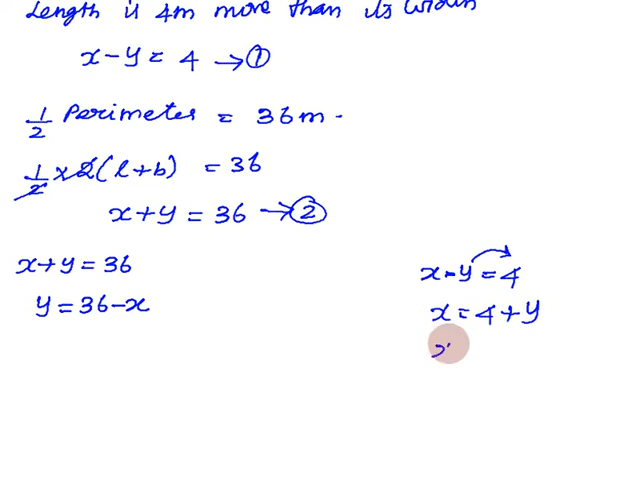 Length is 4m more than its width
x - y = 4 → ①
1/2 Perimeter = 36m.
1/2 × 2(l+b) = 36
x + y = 36 → ②
x + y = 36
x - y = 4
y = 36 - x
x = 4 + y
x